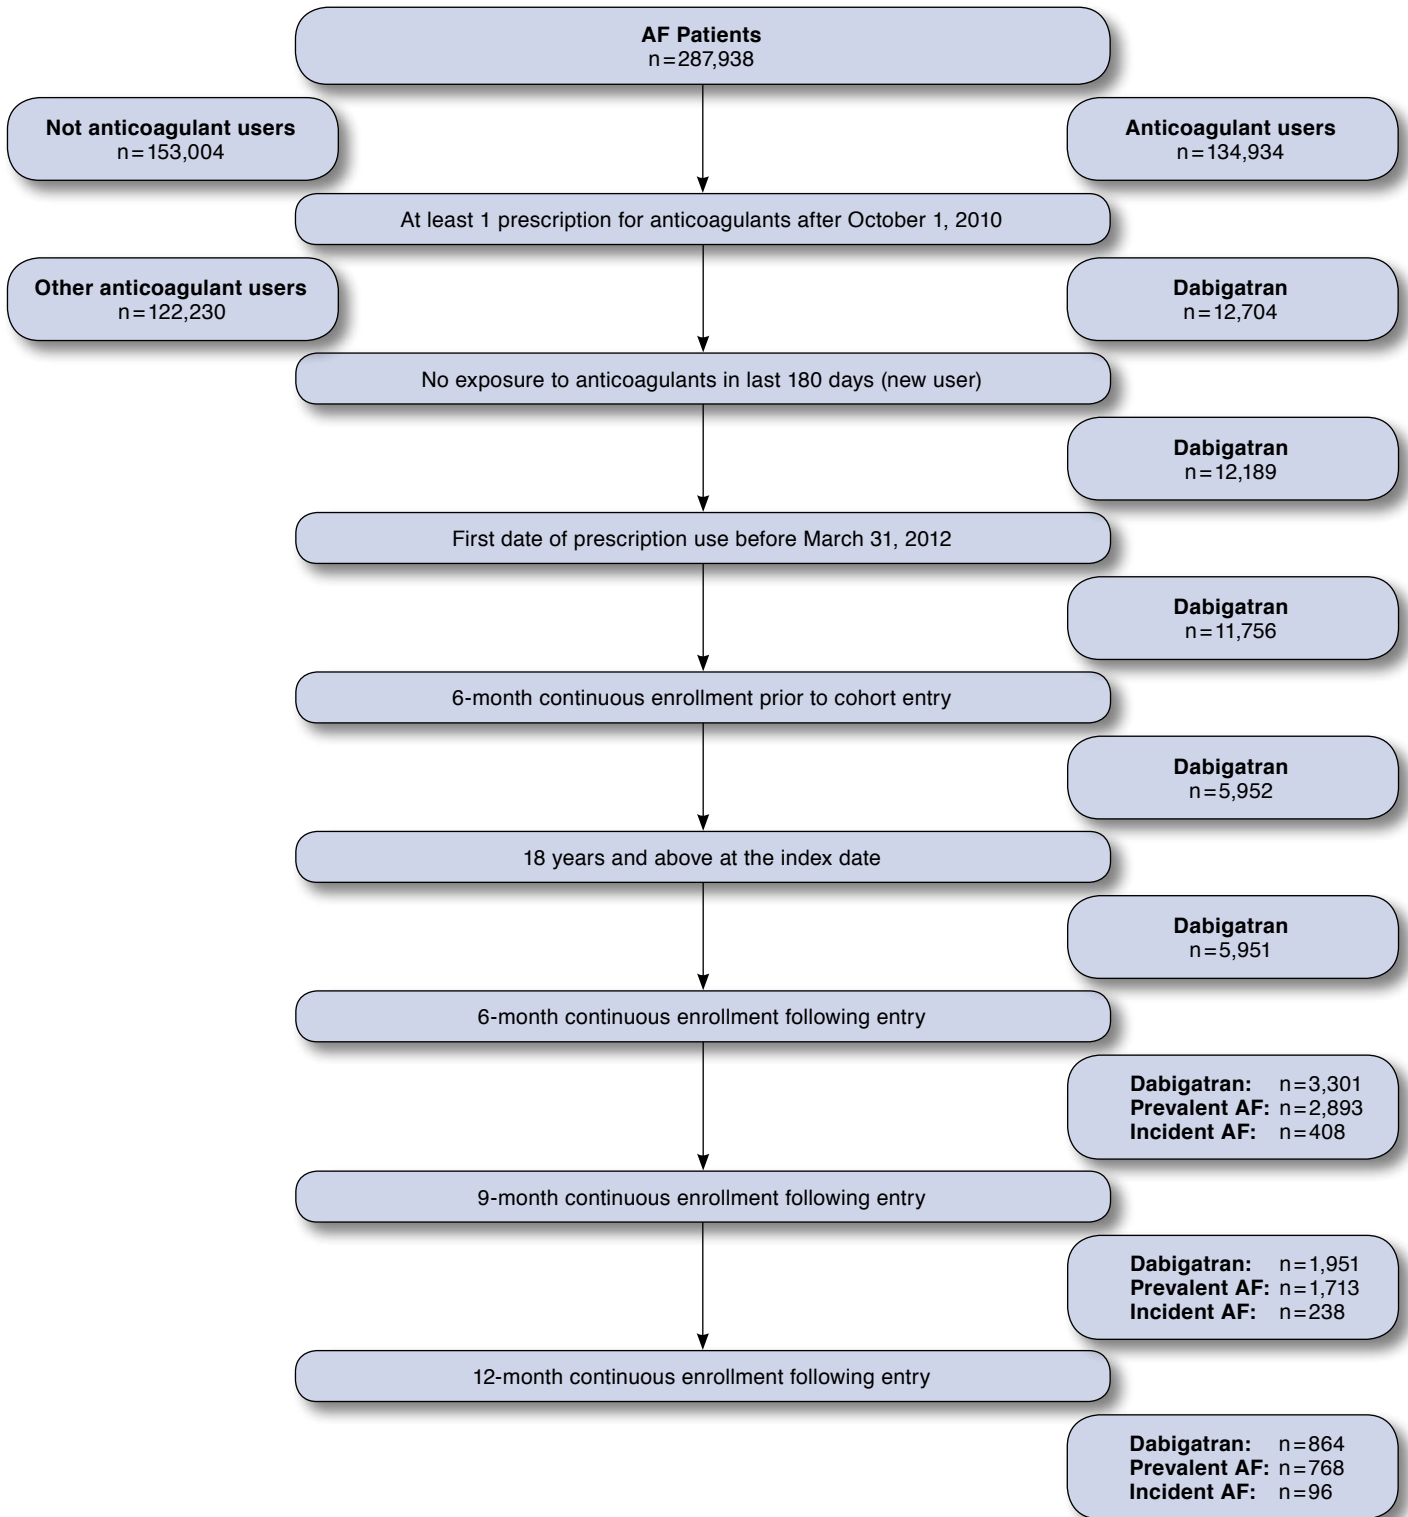 AF Patients
n=287,938
Not anticoagulant users
n=153,004
Anticoagulant users
n=134,934
At least 1 prescription for anticoagulants after October 1, 2010
Other anticoagulant users
n=122,230
Dabigatran
n=12,704
No exposure to anticoagulants in last 180 days (new user)
Dabigatran
n=12,189
First date of prescription use before March 31, 2012
Dabigatran
n=11,756
6-month continuous enrollment prior to cohort entry
Dabigatran
n=5,952
18 years and above at the index date
Dabigatran
n=5,951
6-month continuous enrollment following entry
Dabigatran: n=3,301
Prevalent AF: n=2,893
Incident AF: n=408
9-month continuous enrollment following entry
Dabigatran: n=1,951
Prevalent AF: n=1,713
Incident AF: n=238
12-month continuous enrollment following entry
Dabigatran: n=864
Prevalent AF: n=768
Incident AF: n=96